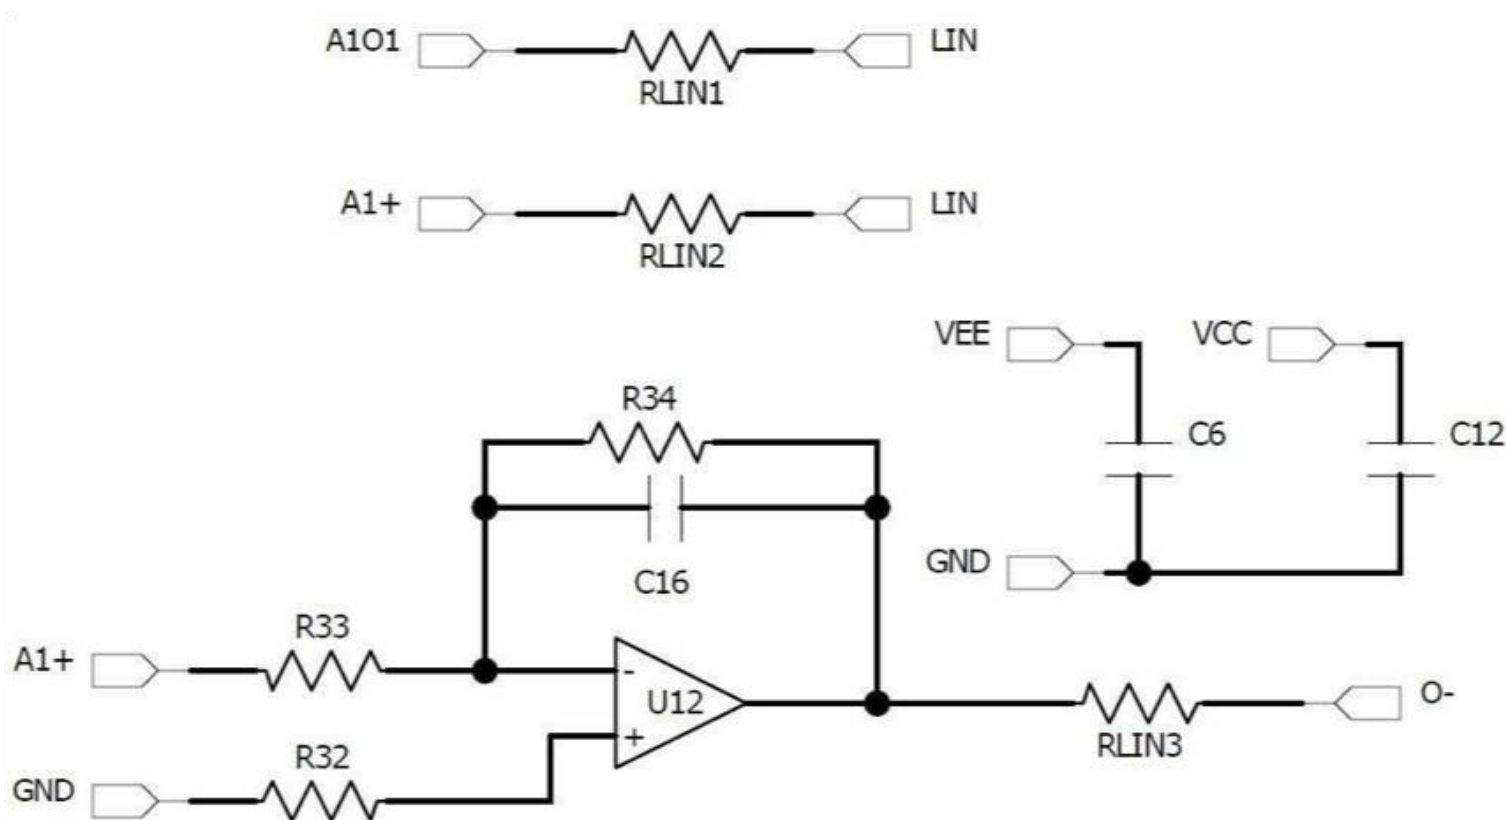 A1O1 LIN
RLIN1
A1+ LIN
RLIN2
VEE VCC
R34
C6 C12
GND
C16
R33
A1+
-
U12
O-
+
RLIN3
R32
GND